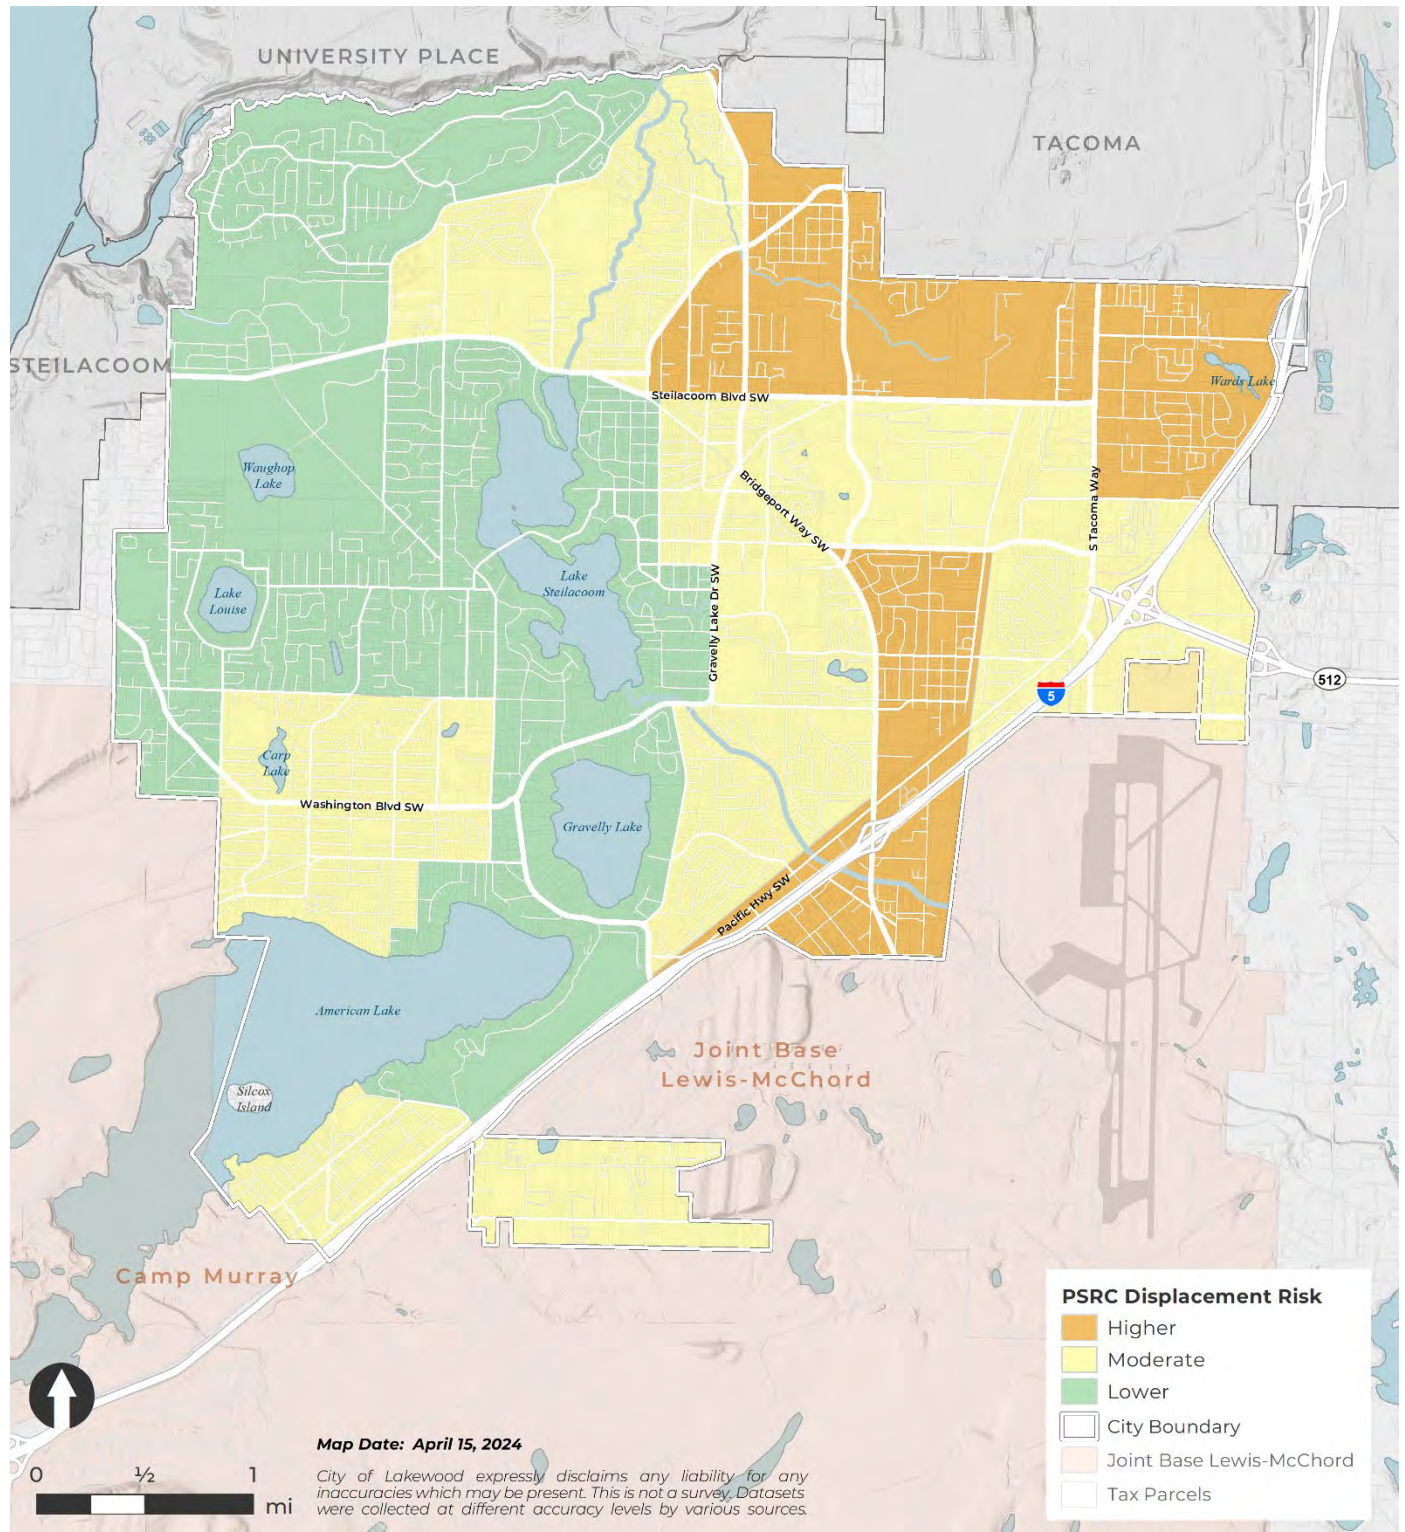 UNIVERSITY PLACE
TACOMA
STEILACOOM
Wards Lake
Steilacoom Blvd SW
Waughop
Lake
Bridgeport Way SW
S Tacoma Way
4
Lake
Louise
Lake
Steilacoom
Gravelly Lake Dr SW
512
5
Carp
Lake
Washington Blvd SW
Gravelly Lake
Pacific Hwy SW
American Lake
Joint Base
Lewis-McChord
Silcox
Island
Camp Murray
PSRC Displacement Risk
Higher
Moderate
Lower
City Boundary
Joint Base Lewis-McChord
Tax Parcels
Map Date: April 15, 2024
City of Lakewood expressly disclaims any liability for any
inaccuracies which may be present. This is not a survey. Datasets
were collected at different accuracy levels by various sources.
0 ½ 1
mi